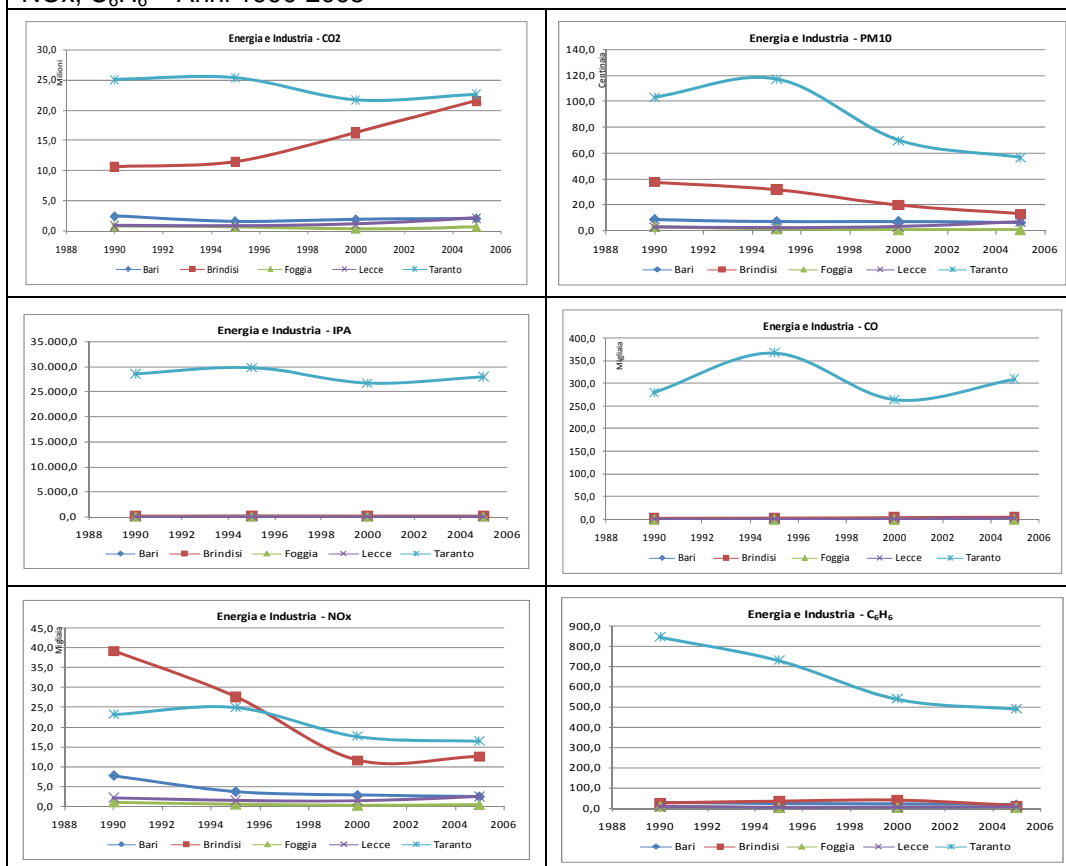 Energia e Industria - CO2
Milioni
30,0
25,0
20,0
15,0
10,0
5,0
0,0
1988 1990 1992 1994 1996 1998 2000 2002 2004 2006
Bari Brindisi Foggia Lecce Taranto
Energia e Industria - PM10
Centinaia
140,0
120,0
100,0
80,0
60,0
40,0
20,0
0,0
1988 1990 1992 1994 1996 1998 2000 2002 2004 2006
Bari Brindisi Foggia Lecce Taranto
Energia e Industria - IPA
35.000,0
30.000,0
25.000,0
20.000,0
15.000,0
10.000,0
5.000,0
0,0
1988 1990 1992 1994 1996 1998 2000 2002 2004 2006
Bari Brindisi Foggia Lecce Taranto
Energia e Industria - CO
Migliaia
400,0
350,0
300,0
250,0
200,0
150,0
100,0
50,0
0,0
1988 1990 1992 1994 1996 1998 2000 2002 2004 2006
Bari Brindisi Foggia Lecce Taranto
Energia e Industria - NOx
Migliaia
45,0
40,0
35,0
30,0
25,0
20,0
15,0
10,0
5,0
0,0
1988 1990 1992 1994 1996 1998 2000 2002 2004 2006
Bari Brindisi Foggia Lecce Taranto
Energia e Industria - C₆H₆
900,0
800,0
700,0
600,0
500,0
400,0
300,0
200,0
100,0
0,0
1988 1990 1992 1994 1996 1998 2000 2002 2004 2006
Bari Brindisi Foggia Lecce Taranto